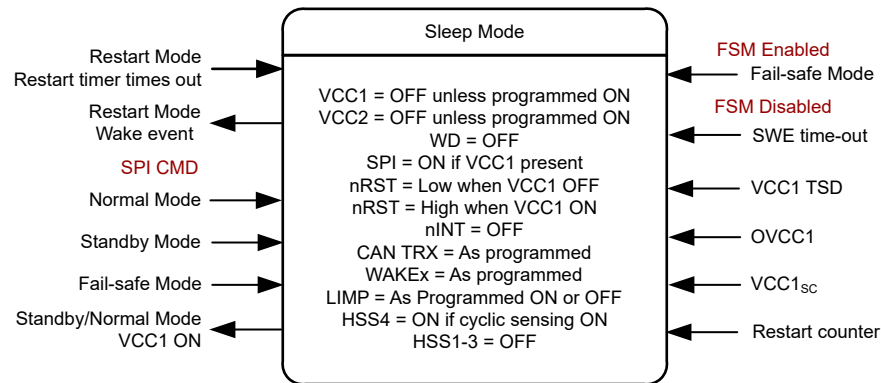 Sleep Mode
Restart Mode
Restart timer times out
Restart Mode
Wake event
SPI CMD
Normal Mode
Standby Mode
Fail-safe Mode
Standby/Normal Mode
VCC1 ON
VCC1 = OFF unless programmed ON
VCC2 = OFF unless programmed ON
WD = OFF
SPI = ON if VCC1 present
nRST = Low when VCC1 OFF
nRST = High when VCC1 ON
nINT = OFF
CAN TRX = As programmed
WAKEx = As programmed
LIMP = As Programmed ON or OFF
HSS4 = ON if cyclic sensing ON
HSS1-3 = OFF
FSM Enabled
Fail-safe Mode
FSM Disabled
SWE time-out
VCC1 TSD
OVCC1
VCC1SC
Restart counter